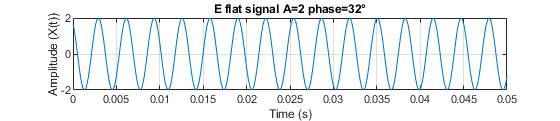 E flat signal A=2 phase=32°
Amplitude (X(t))
2
0
-2
0 0.005 0.01 0.015 0.02 0.025 0.03 0.035 0.04 0.045 0.05
Time (s)